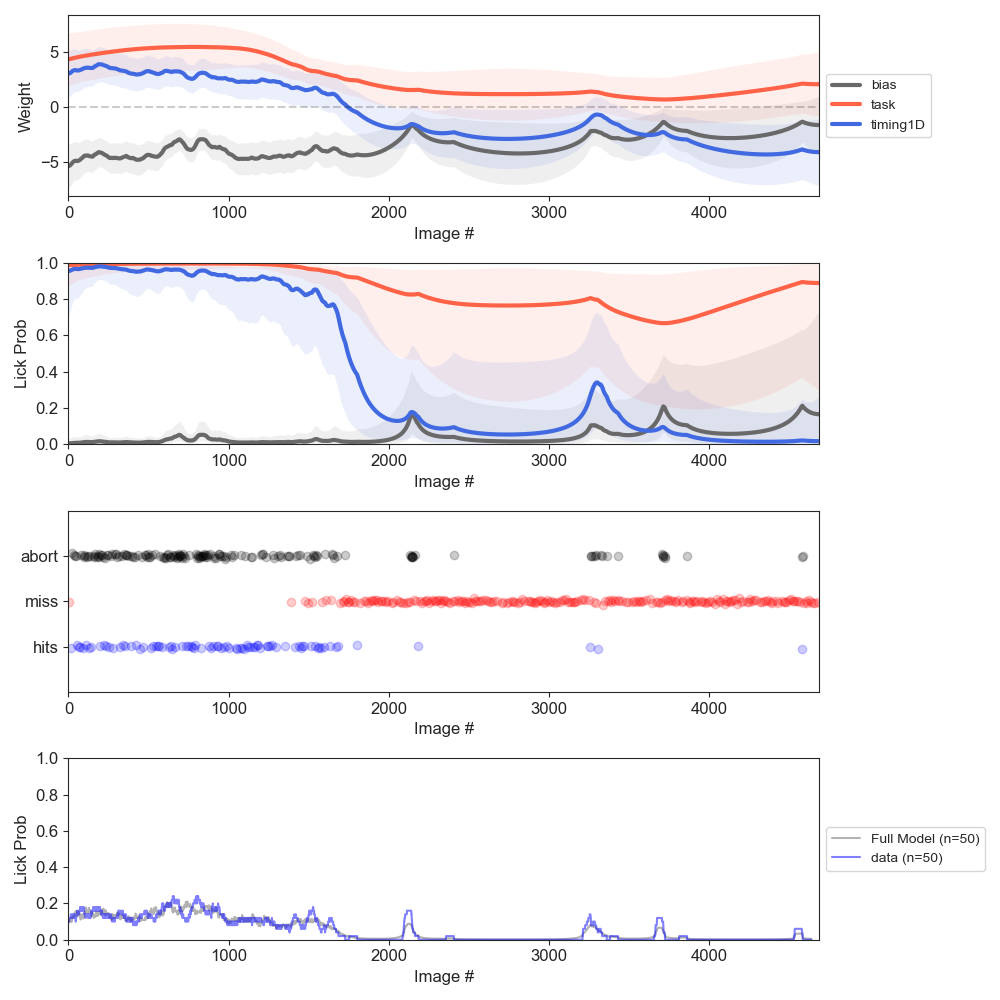 Weight
5
0
−5
0
1000
2000
3000
4000
Image #
bias
task
timing1D
Lick Prob
1.0
0.8
0.6
0.4
0.2
0.0
0
1000
2000
3000
4000
Image #
abort
miss
hits
0
1000
2000
3000
4000
Image #
Lick Prob
1.0
0.8
0.6
0.4
0.2
0.0
0
1000
2000
3000
4000
Image #
Full Model (n=50)
data (n=50)